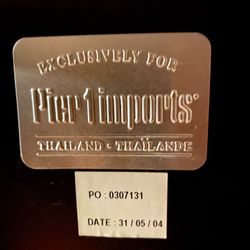 EXCLUSIVELY FOR
Pier 1 imports®
THAILAND • THAÏLANDE
PO : 0307131
DATE : 31 / 05 / 04